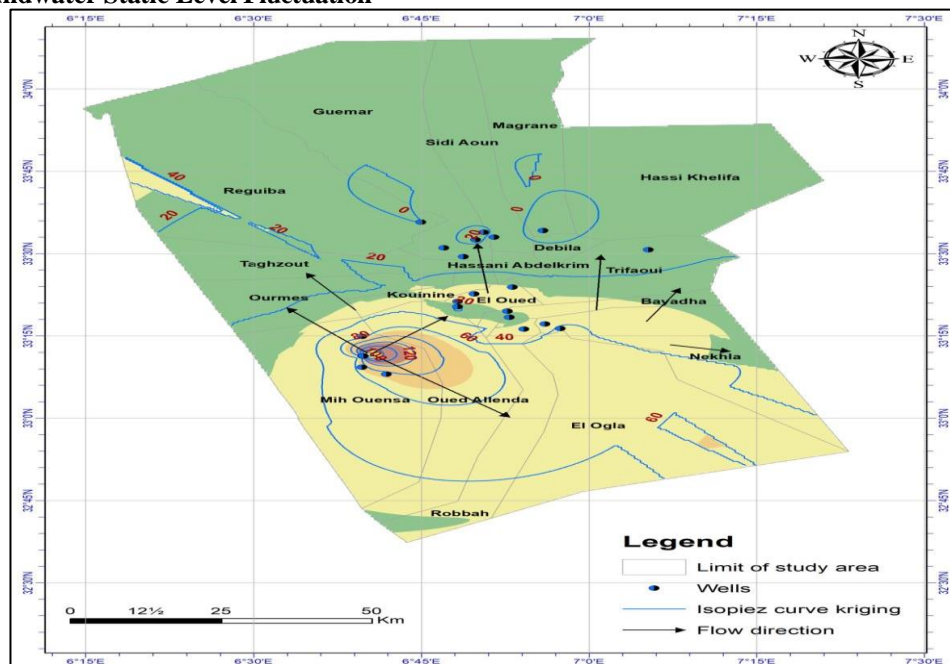 undwater Static Level Fluctuation
6°15'E 6°30'E 6°45'E 7°0'E 7°15'E 7°30'E
N
W E
S
34°0'N
Guemar
Magrane
Sidi Aoun
33°45'N
40
0
Hassi Khelifa
Reguiba
20
0
0
20
20
33°30'N
20
Debila
Taghzout
Hassani Abdelkrim
Trifaoui
Ourmes
Kouinine
El Oued
Bayadha
33°15'N
60
40
Nekhla
120
Mih Ouensa
Oued Allenda
33°0'N
El Ogla
60
32°45'N
Robbah
Legend
Limit of study area
Wells
Isopiez curve kriging
Flow direction
32°30'N
0 12½ 25 50
Km
6°15'E 6°30'E 6°45'E 7°0'E 7°15'E 7°30'E